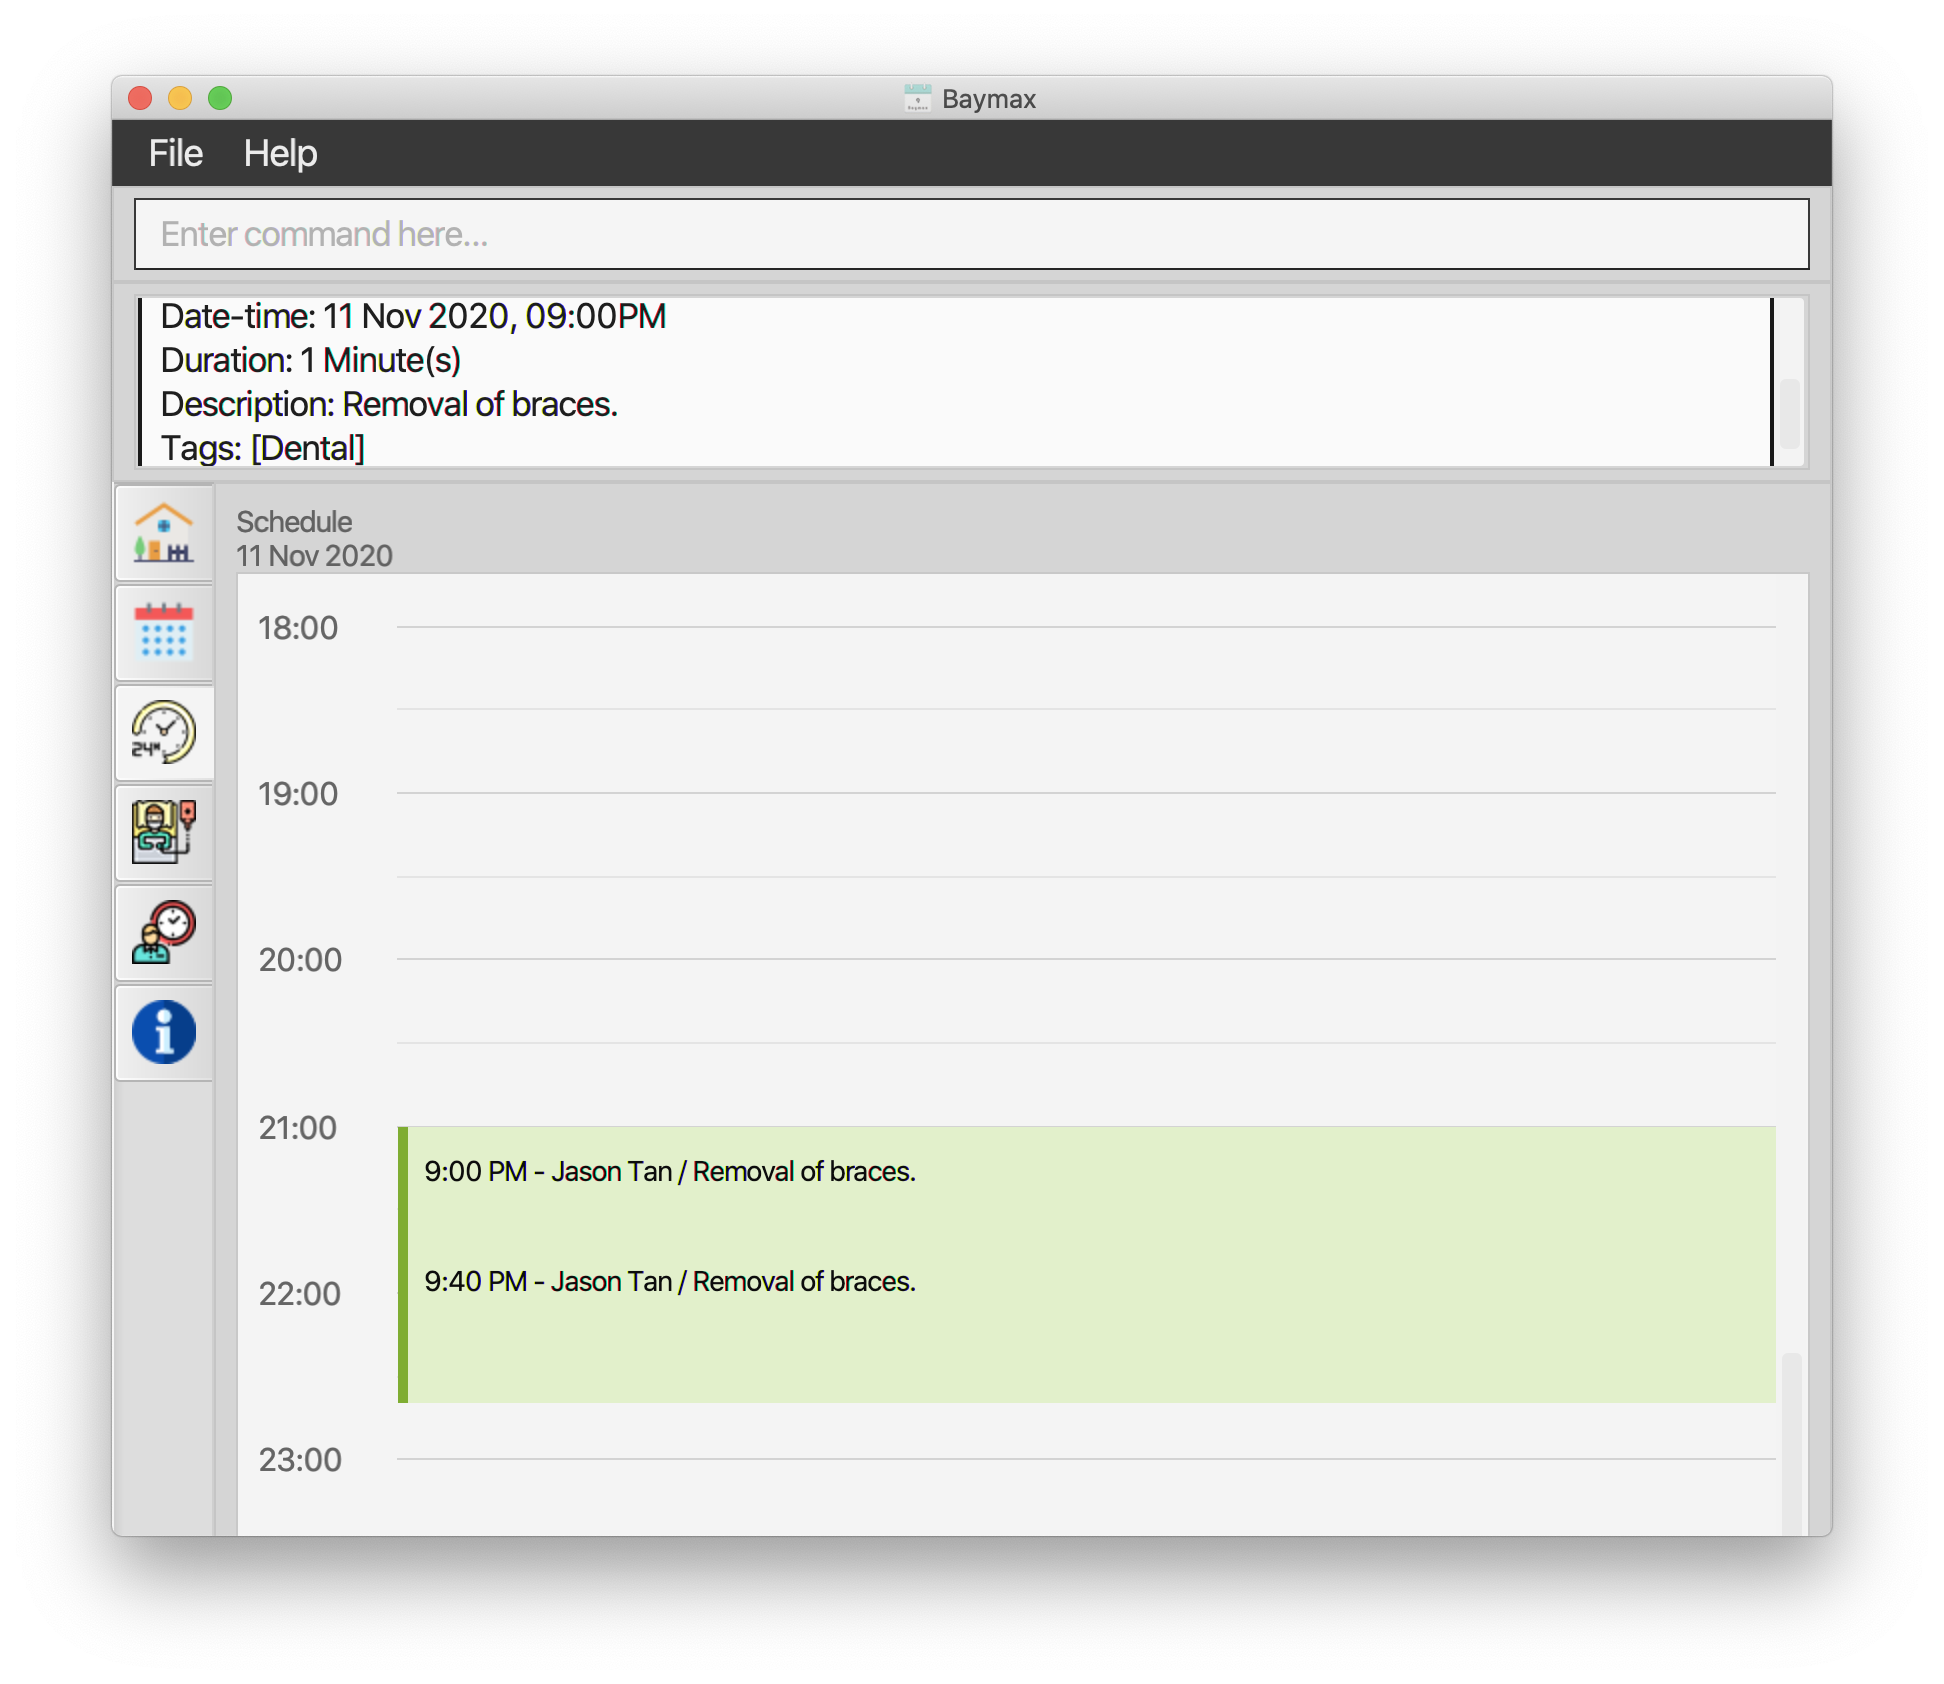 Baymax
File Help
Enter command here...
Date-time: 11 Nov 2020, 09:00PM
Duration: 1 Minute(s)
Description: Removal of braces.
Tags: [Dental]
Schedule
11 Nov 2020
18:00
24H
19:00
20:00
21:00
9:00 PM - Jason Tan / Removal of braces.
9:40 PM - Jason Tan / Removal of braces.
22:00
23:00